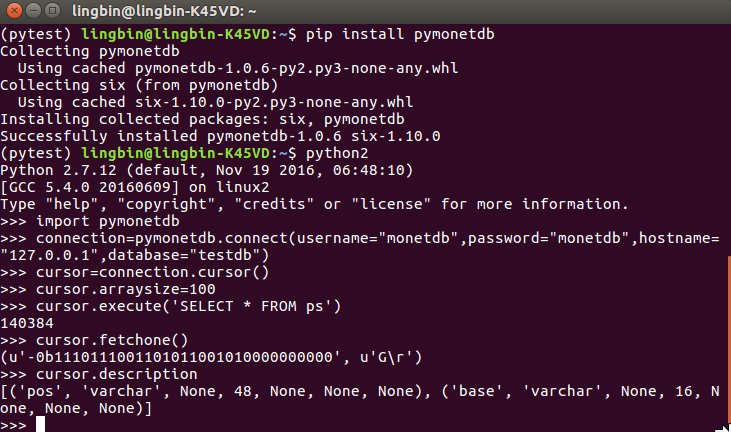 lingbin@lingbin-K45VD: ~
(pytest) lingbin@lingbin-K45VD:~$ pip install pymonetdb
Collecting pymonetdb
  Using cached pymonetdb-1.0.6-py2.py3-none-any.whl
Collecting six (from pymonetdb)
  Using cached six-1.10.0-py2.py3-none-any.whl
Installing collected packages: six, pymonetdb
Successfully installed pymonetdb-1.0.6 six-1.10.0
(pytest) lingbin@lingbin-K45VD:~$ python2
Python 2.7.12 (default, Nov 19 2016, 06:48:10)
[GCC 5.4.0 20160609] on linux2
Type "help", "copyright", "credits" or "license" for more information.
>>> import pymonetdb
>>> connection=pymonetdb.connect(username="monetdb",password="monetdb",hostname=
"127.0.0.1",database="testdb")
>>> cursor=connection.cursor()
>>> cursor.arraysize=100
>>> cursor.execute('SELECT * FROM ps')
140384
>>> cursor.fetchone()
(u'-0b1110111001101011001010000000000', u'G\r')
>>> cursor.description
[('pos', 'varchar', None, 48, None, None, None), ('base', 'varchar', None, 16, N
one, None, None)]
>>>